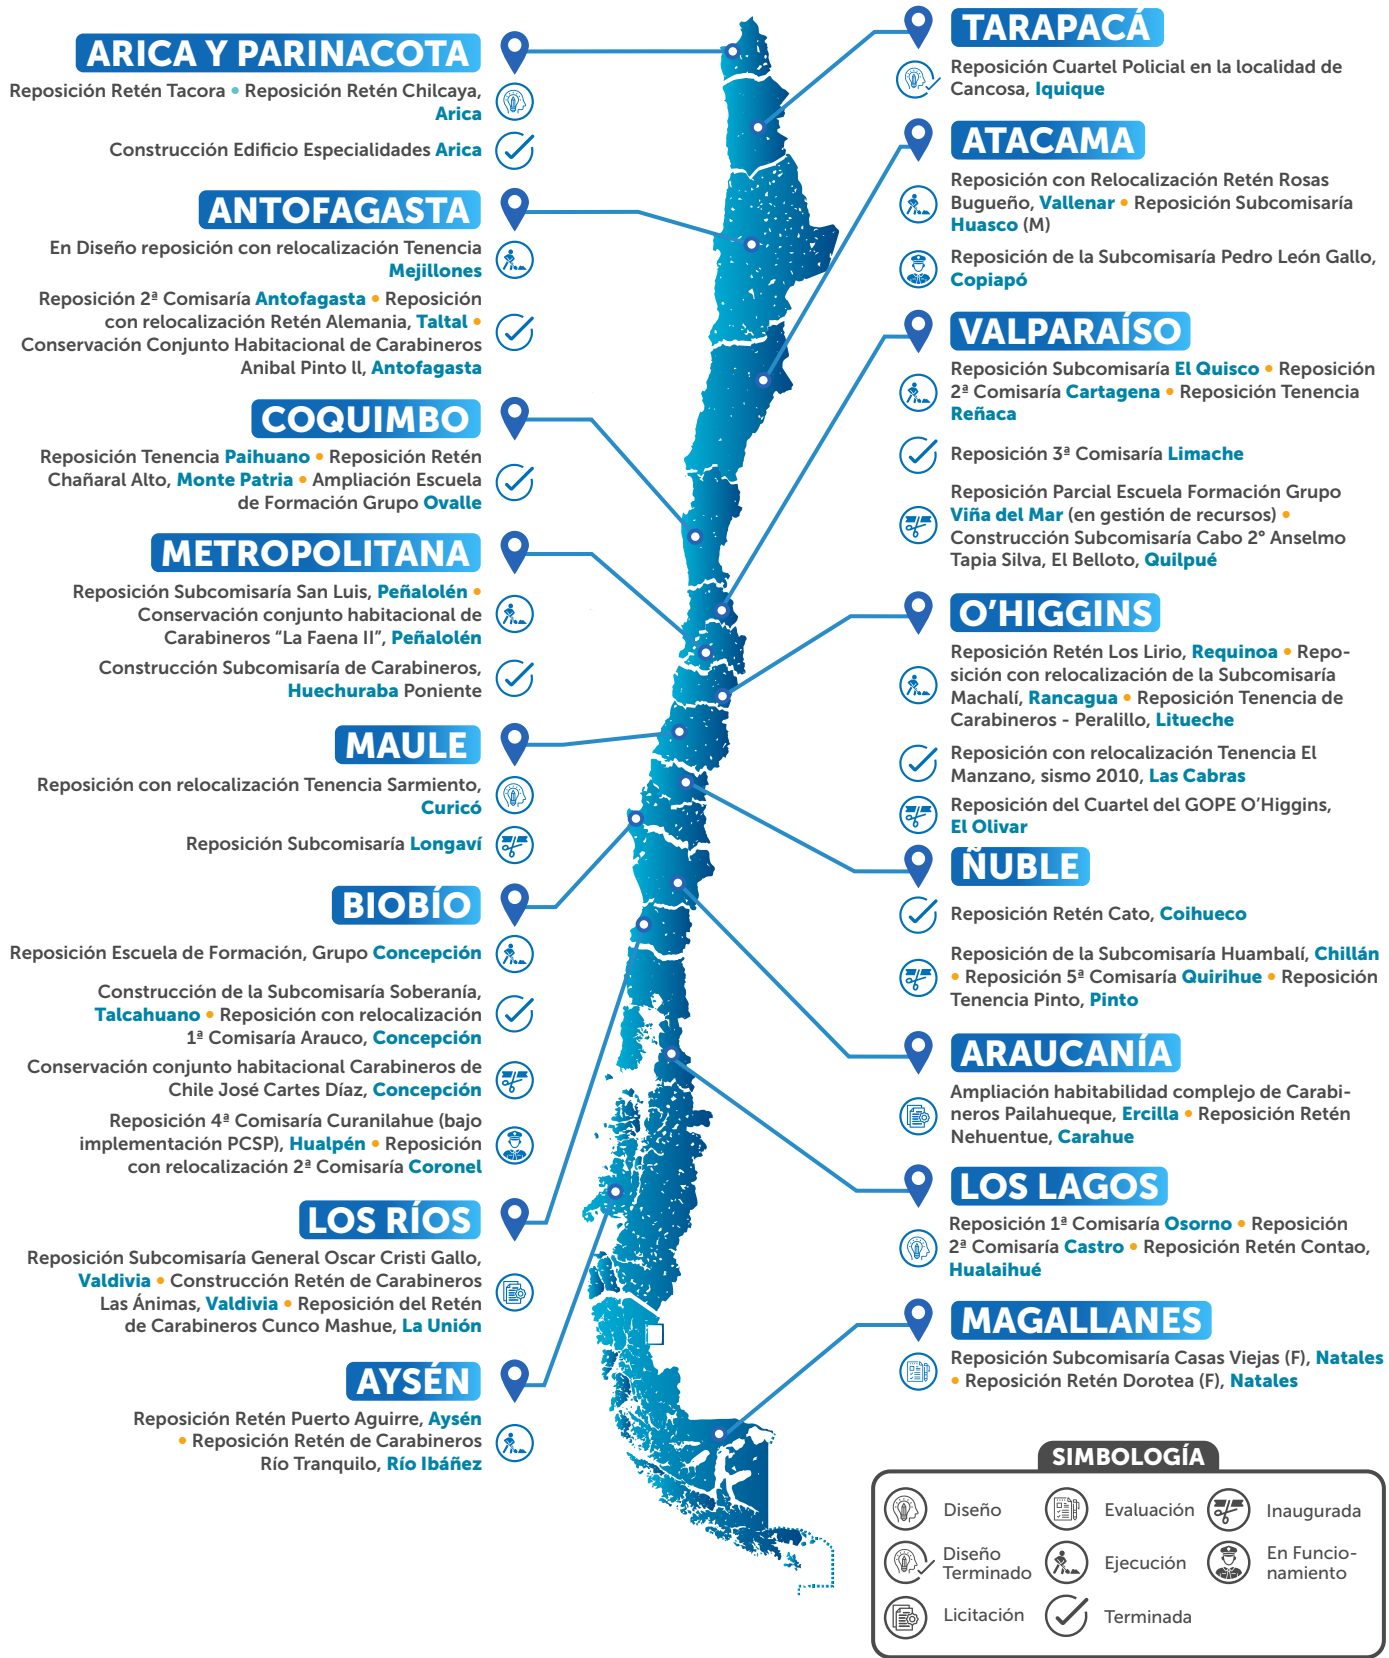 ARICA Y PARINACOTA
Reposición Retén Tacora • Reposición Retén Chilcaya,
Arica
Construcción Edificio Especialidades Arica
ANTOFAGASTA
En Diseño reposición con relocalización Tenencia
Mejillones
Reposición 2ª Comisaría Antofagasta • Reposición
con relocalización Retén Alemania, Taltal •
Conservación Conjunto Habitacional de Carabineros
Anibal Pinto ll, Antofagasta
COQUIMBO
Reposición Tenencia Paihuano • Reposición Retén
Chañaral Alto, Monte Patria • Ampliación Escuela
de Formación Grupo Ovalle
METROPOLITANA
Reposición Subcomisaría San Luis, Peñalolén •
Conservación conjunto habitacional de
Carabineros “La Faena II”, Peñalolén
Construcción Subcomisaría de Carabineros,
Huechuraba Poniente
MAULE
Reposición con relocalización Tenencia Sarmiento,
Curicó
Reposición Subcomisaría Longaví
BIOBÍO
Reposición Escuela de Formación, Grupo Concepción
Construcción de la Subcomisaría Soberanía,
Talcahuano • Reposición con relocalización
1ª Comisaría Arauco, Concepción
Conservación conjunto habitacional Carabineros de
Chile José Cartes Díaz, Concepción
Reposición 4ª Comisaría Curanilahue (bajo
implementación PCSP), Hualpén • Reposición
con relocalización 2ª Comisaría Coronel
LOS RÍOS
Reposición Subcomisaría General Oscar Cristi Gallo,
Valdivia • Construcción Retén de Carabineros
Las Ánimas, Valdivia • Reposición del Retén
de Carabineros Cunco Mashue, La Unión
AYSÉN
Reposición Retén Puerto Aguirre, Aysén
• Reposición Retén de Carabineros
Río Tranquilo, Río Ibáñez
TARAPACÁ
Reposición Cuartel Policial en la localidad de
Cancosa, Iquique
ATACAMA
Reposición con Relocalización Retén Rosas
Bugueño, Vallenar • Reposición Subcomisaría
Huasco (M)
Reposición de la Subcomisaría Pedro León Gallo,
Copiapó
VALPARAÍSO
Reposición Subcomisaría El Quisco • Reposición
2ª Comisaría Cartagena • Reposición Tenencia
Reñaca
Reposición 3ª Comisaría Limache
Reposición Parcial Escuela Formación Grupo
Viña del Mar (en gestión de recursos) •
Construcción Subcomisaría Cabo 2° Anselmo
Tapia Silva, El Belloto, Quilpué
O’HIGGINS
Reposición Retén Los Lirio, Requinoa • Repo-
sición con relocalización de la Subcomisaría
Machalí, Rancagua • Reposición Tenencia de
Carabineros - Peralillo, Litueche
Reposición con relocalización Tenencia El
Manzano, sismo 2010, Las Cabras
Reposición del Cuartel del GOPE O’Higgins,
El Olivar
ÑUBLE
Reposición Retén Cato, Coihueco
Reposición de la Subcomisaría Huambalí, Chillán
• Reposición 5ª Comisaría Quirihue • Reposición
Tenencia Pinto, Pinto
ARAUCANÍA
Ampliación habitabilidad complejo de Carabi-
neros Pailahueque, Ercilla • Reposición Retén
Nehuentue, Carahue
LOS LAGOS
Reposición 1ª Comisaría Osorno • Reposición
2ª Comisaría Castro • Reposición Retén Contao,
Hualaihué
MAGALLANES
Reposición Subcomisaría Casas Viejas (F), Natales
• Reposición Retén Dorotea (F), Natales
SIMBOLOGÍA
Diseño
Evaluación
Inaugurada
Diseño
Terminado
Ejecución
En Funcio-
namiento
Licitación
Terminada